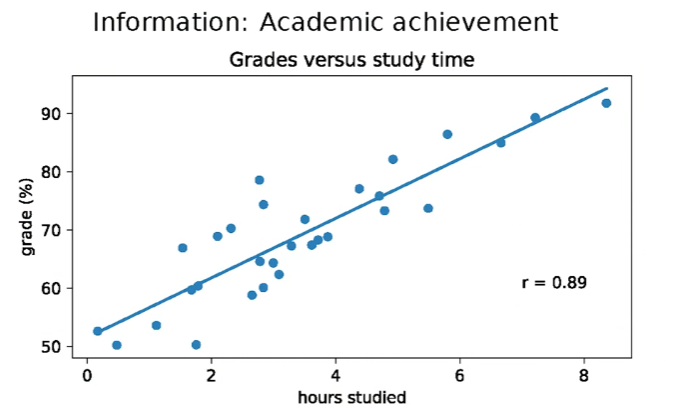 Information: Academic achievement
Grades versus study time
90
80
70
60
50
grade (%)
r = 0.89
0 2 4 6 8
hours studied